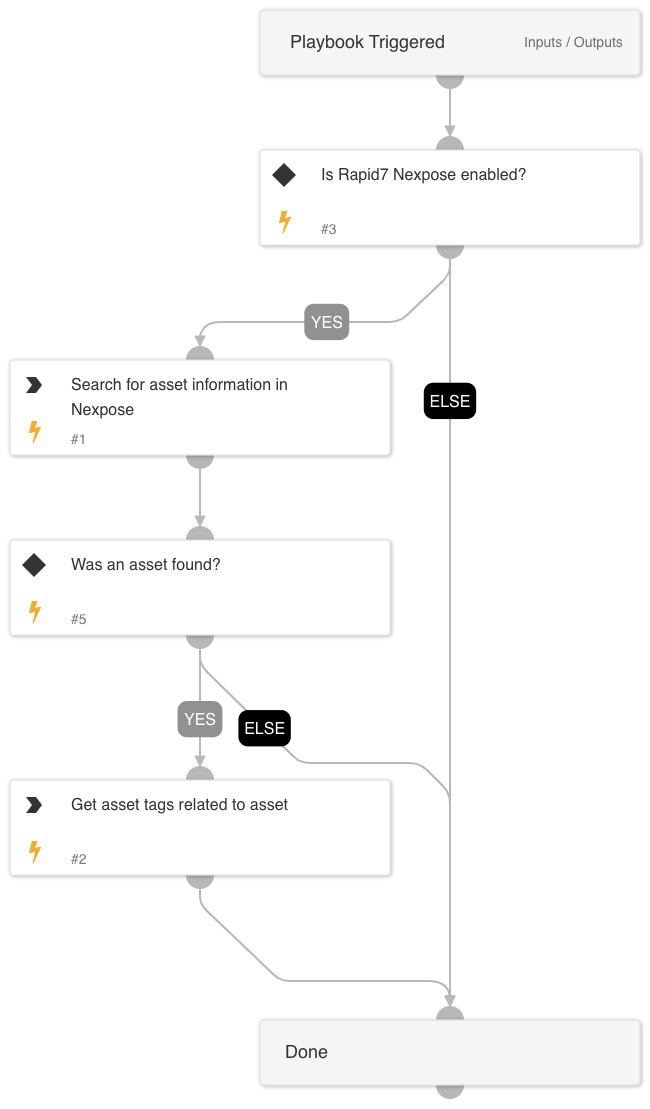 Playbook Triggered
Inputs / Outputs
Is Rapid7 Nexpose enabled?
#3
YES
ELSE
Search for asset information in
Nexpose
#1
Was an asset found?
#5
YES
ELSE
Get asset tags related to asset
#2
Done